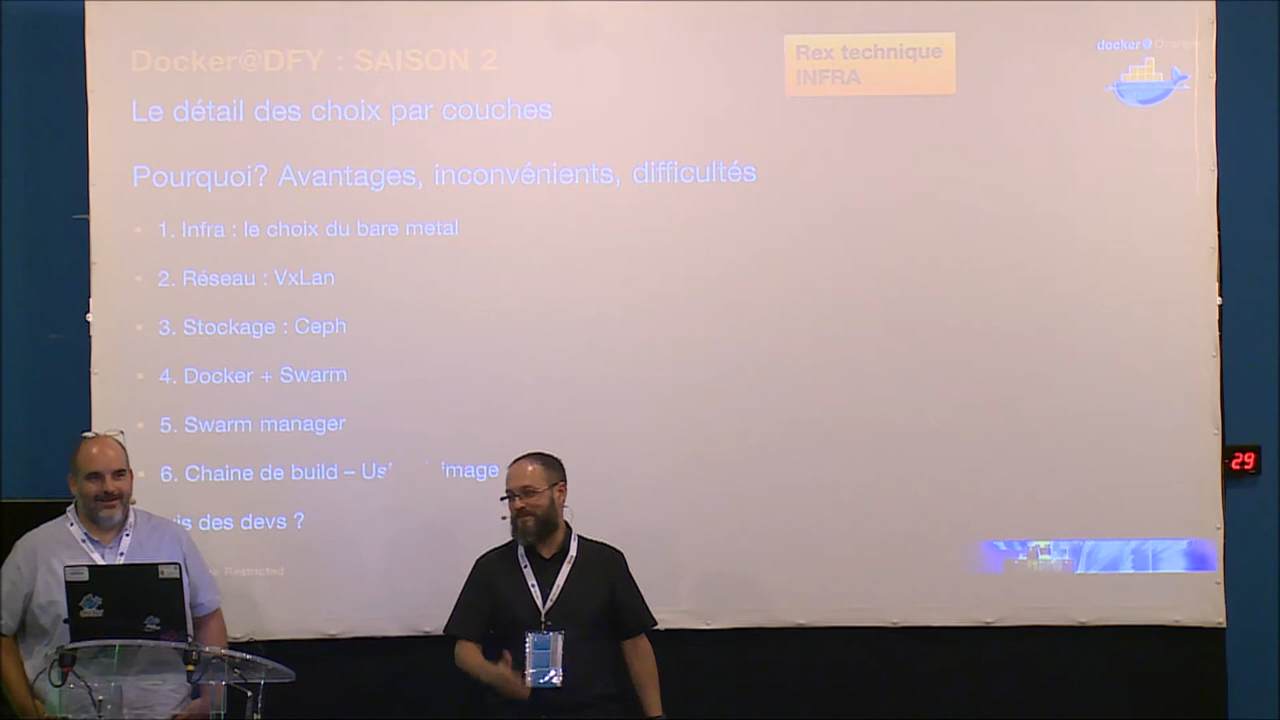 Docker@DFY : SAISON 2
Rex technique
INFRA
docker@Orange
Le détail des choix par couches
Pourquoi? Avantages, inconvénients, difficultés
1. Infra : le choix du bare metal
2. Réseau : VxLan
3. Stockage : Ceph
4. Docker + Swarm
5. Swarm manager
6. Chaine de build – image
des devs ?
Restricted
29